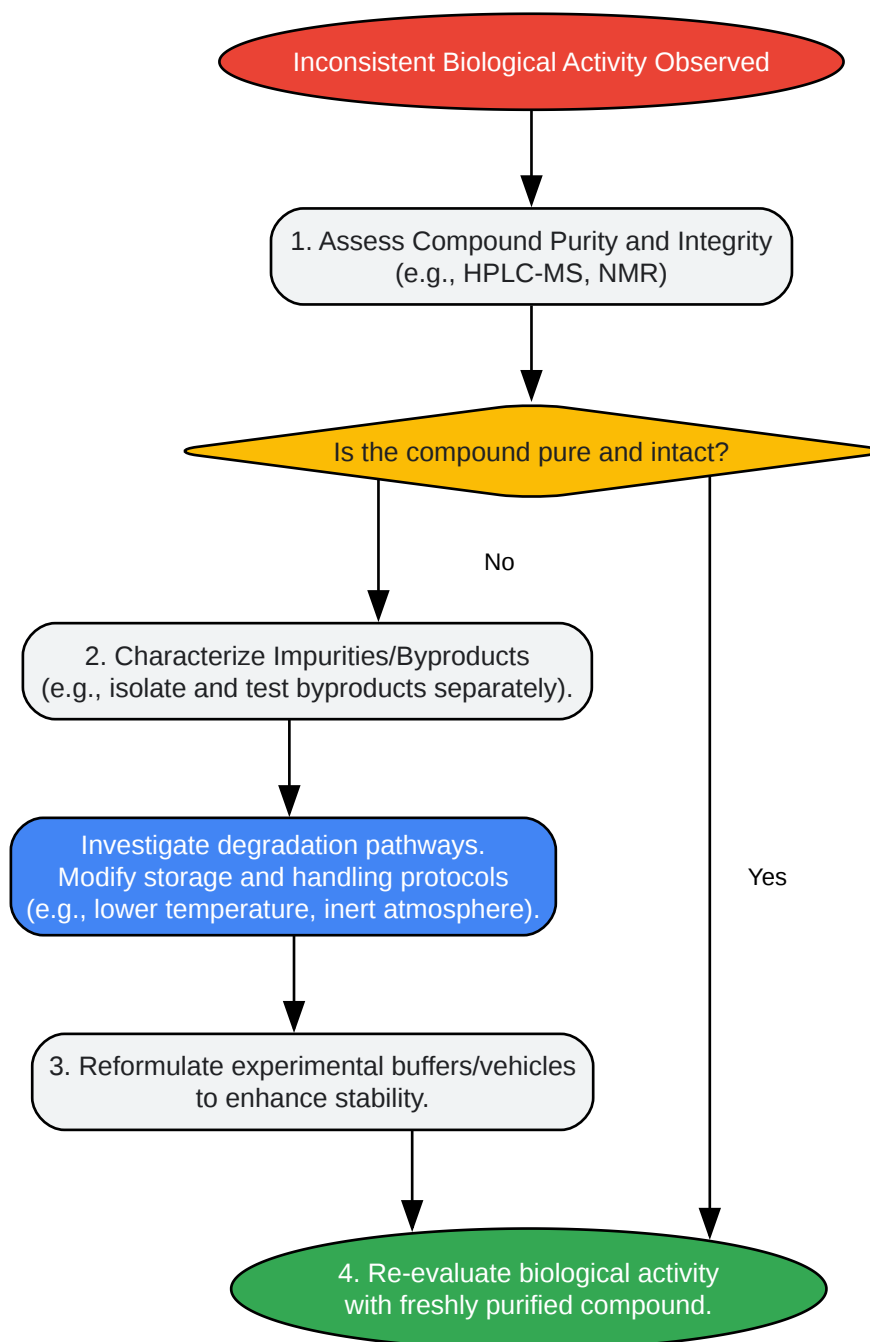 Inconsistent Biological Activity Observed
1. Assess Compound Purity and Integrity
(e.g., HPLC-MS, NMR)
Is the compound pure and intact?
No
2. Characterize Impurities/Byproducts
(e.g., isolate and test byproducts separately).
Investigate degradation pathways.
Modify storage and handling protocols
(e.g., lower temperature, inert atmosphere).
Yes
3. Reformulate experimental buffers/vehicles
to enhance stability.
4. Re-evaluate biological activity
with freshly purified compound.